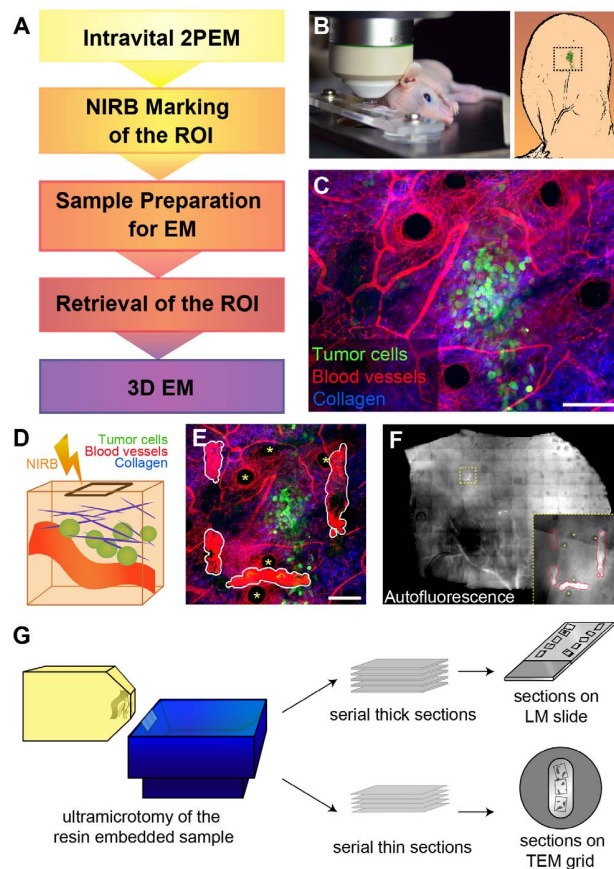 A
Intravital 2PEM
NIRB Marking
of the ROI
Sample Preparation
for EM
Retrieval of the ROI
3D EM
B
C
Tumor cells
Blood vessels
Collagen
D
Tumor cells
Blood vessels
Collagen
NIRB
E
*
*
*
*
*
F
Autofluorescence
G
ultramicrotomy of the
resin embedded sample
serial thick sections
sections on
LM slide
serial thin sections
sections on
TEM grid